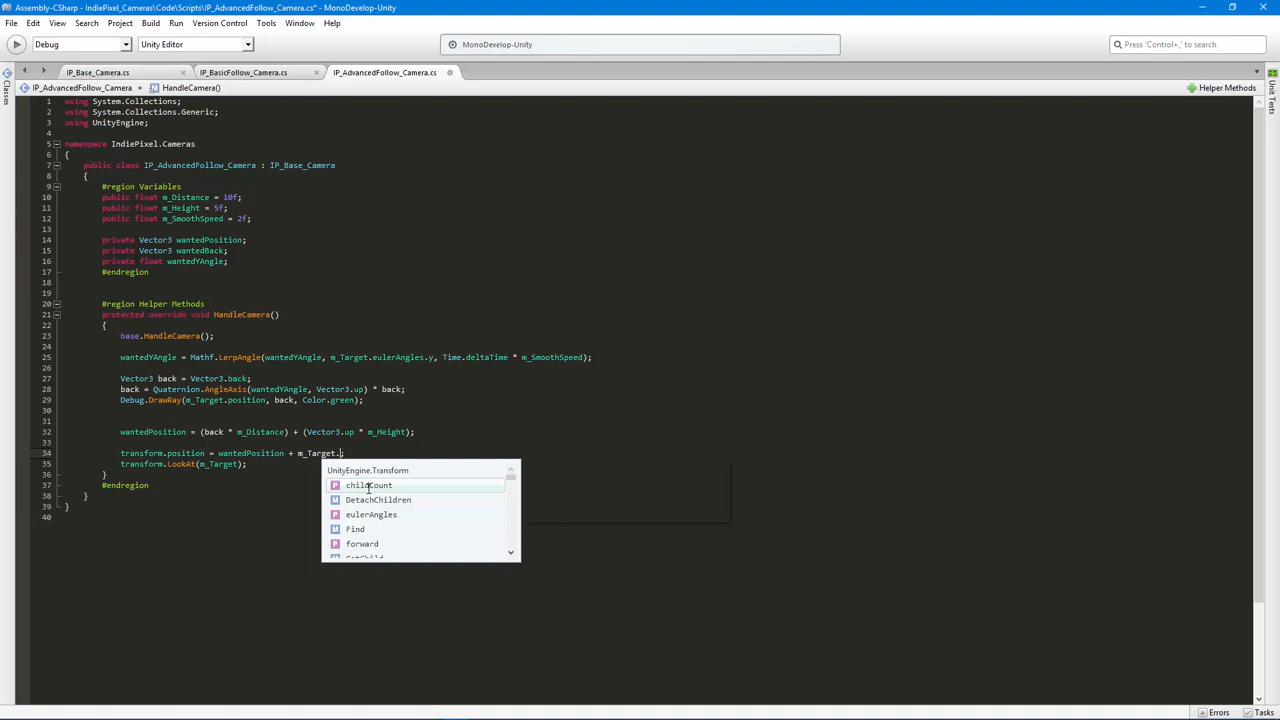 Assembly-CSharp - IndiePixel_Cameras\Code\Scripts\IP_AdvancedFollow_Camera.cs* - MonoDevelop-Unity
File Edit View Search Project Build Run Version Control Tools Window Help
Debug Unity Editor MonoDevelop-Unity Press 'Control+,' to search
IP_Base_Camera.cs IP_BasicFollow_Camera.cs IP_AdvancedFollow_Camera.cs
IP_AdvancedFollow_Camera HandleCamera() Helper Methods
Classes
Unit Tests
1 using System.Collections;
2 using System.Collections.Generic;
3 using UnityEngine;
4
5 namespace IndiePixel.Cameras
6 {
7 public class IP_AdvancedFollow_Camera : IP_Base_Camera
8 {
9 #region Variables
10 public float m_Distance = 10f;
11 public float m_Height = 5f;
12 public float m_SmoothSpeed = 2f;
13
14 private Vector3 wantedPosition;
15 private Vector3 wantedBack;
16 private float wantedYAngle;
17 #endregion
18
19
20 #region Helper Methods
21 protected override void HandleCamera()
22 {
23 base.HandleCamera();
24
25 wantedYAngle = Mathf.LerpAngle(wantedYAngle, m_Target.eulerAngles.y, Time.deltaTime * m_SmoothSpeed);
26
27 Vector3 back = Vector3.back;
28 back = Quaternion.AngleAxis(wantedYAngle, Vector3.up) * back;
29 Debug.DrawRay(m_Target.position, back, Color.green);
30
31
32 wantedPosition = (back * m_Distance) + (Vector3.up * m_Height);
33
34 transform.position = wantedPosition + m_Target.;
35 transform.LookAt(m_Target);
36 }
37 #endregion
38 }
39 }
40
UnityEngine.Transform
childCount
DetachChildren
eulerAngles
Find
forward
GetChild
Errors Tasks